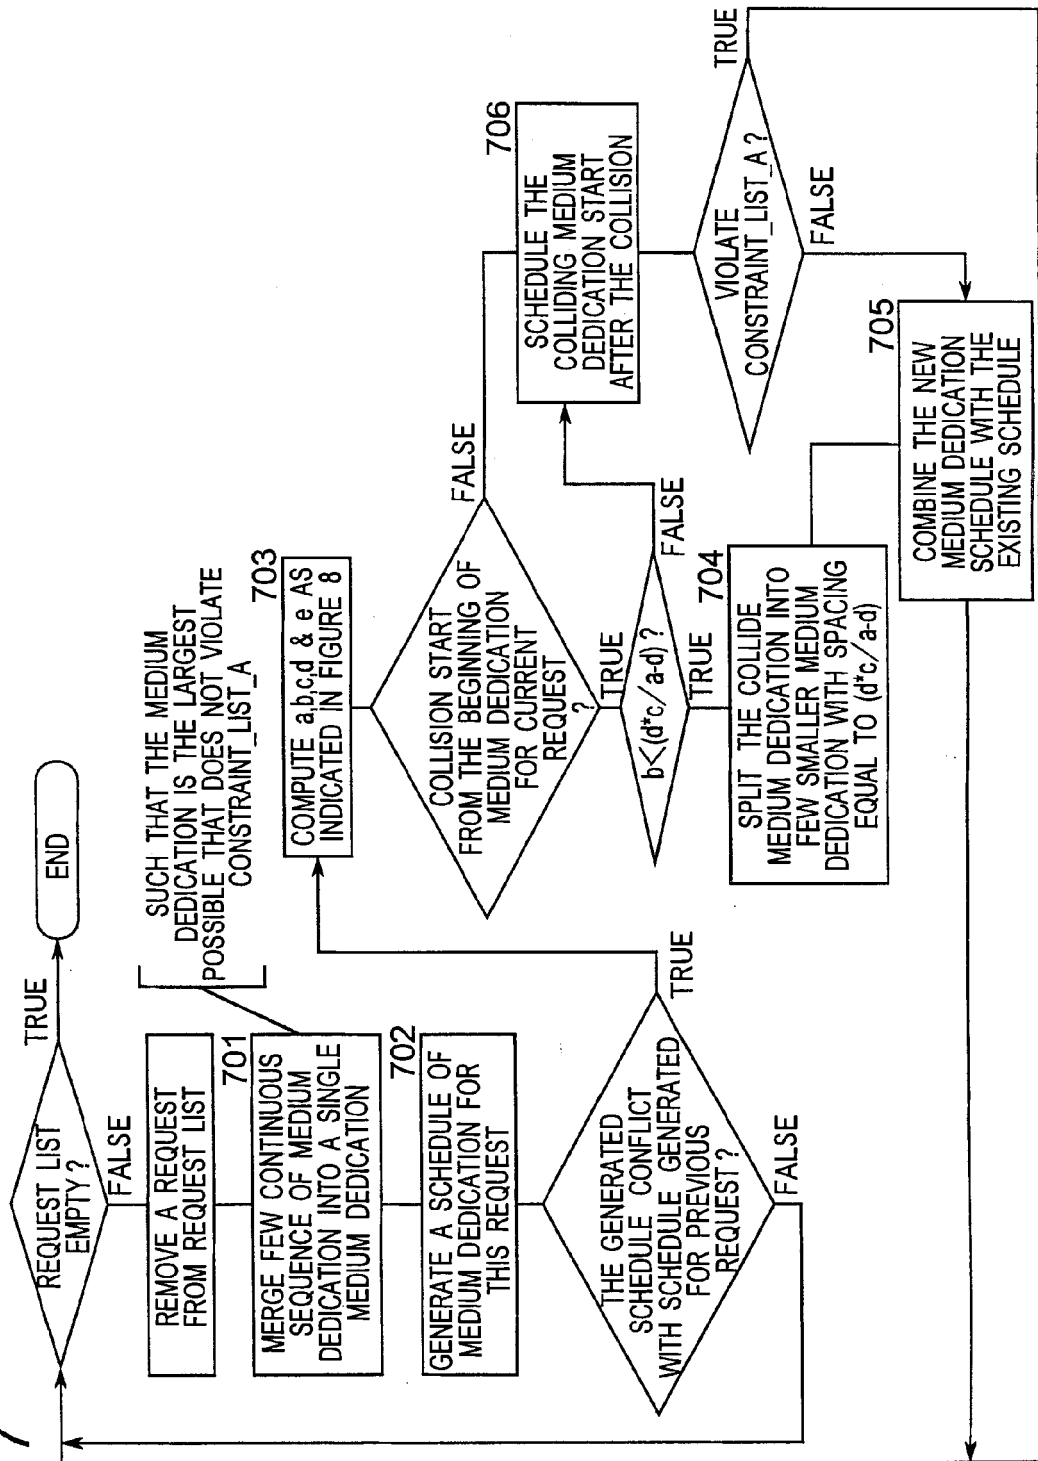 REQUEST LIST
EMPTY?
TRUE
END
FALSE
REMOVE A REQUEST
FROM REQUEST LIST
701
MERGE FEW CONTINUOUS
SEQUENCE OF MEDIUM
DEDICATION INTO A SINGLE
MEDIUM DEDICATION
SUCH THAT THE MEDIUM
DEDICATION IS THE LARGEST
POSSIBLE THAT DOES NOT VIOLATE
CONSTRAINT_LIST_A
702
GENERATE A SCHEDULE OF
MEDIUM DEDICATION FOR
THIS REQUEST
THE GENERATED
SCHEDULE CONFLICT
WITH SCHEDULE GENERATED
FOR PREVIOUS
REQUEST?
TRUE
FALSE
703
COMPUTE a,b,c,d & e AS
INDICATED IN FIGURE 8
COLLISION START
FROM THE BEGINNING OF
MEDIUM DEDICATION
FOR CURRENT
REQUEST
?
FALSE
TRUE
b<(d*c/a-d) ?
FALSE
TRUE
704
SPLIT THE COLLIDE
MEDIUM DEDICATION INTO
FEW SMALLER MEDIUM
DEDICATION WITH SPACING
EQUAL TO (d*c/a-d)
706
SCHEDULE THE
COLLIDING MEDIUM
DEDICATION START
AFTER THE COLLISION
VIOLATE
CONSTRAINT_LIST_A ?
TRUE
FALSE
705
COMBINE THE NEW
MEDIUM DEDICATION
SCHEDULE WITH THE
EXISTING SCHEDULE